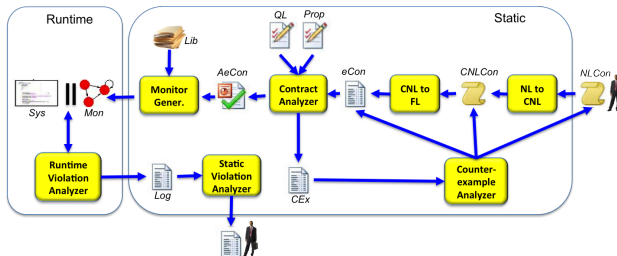 Runtime
Static
QL
Prop
Lib
AeCon
eCon
CNLCon
NLCon
Monitor
Gener.
Contract
Analyzer
CNL to
FL
NL to
CNL
Sys
Mon
Runtime
Violation
Analyzer
Log
Static
Violation
Analyzer
CEx
Counter-
example
Analyzer